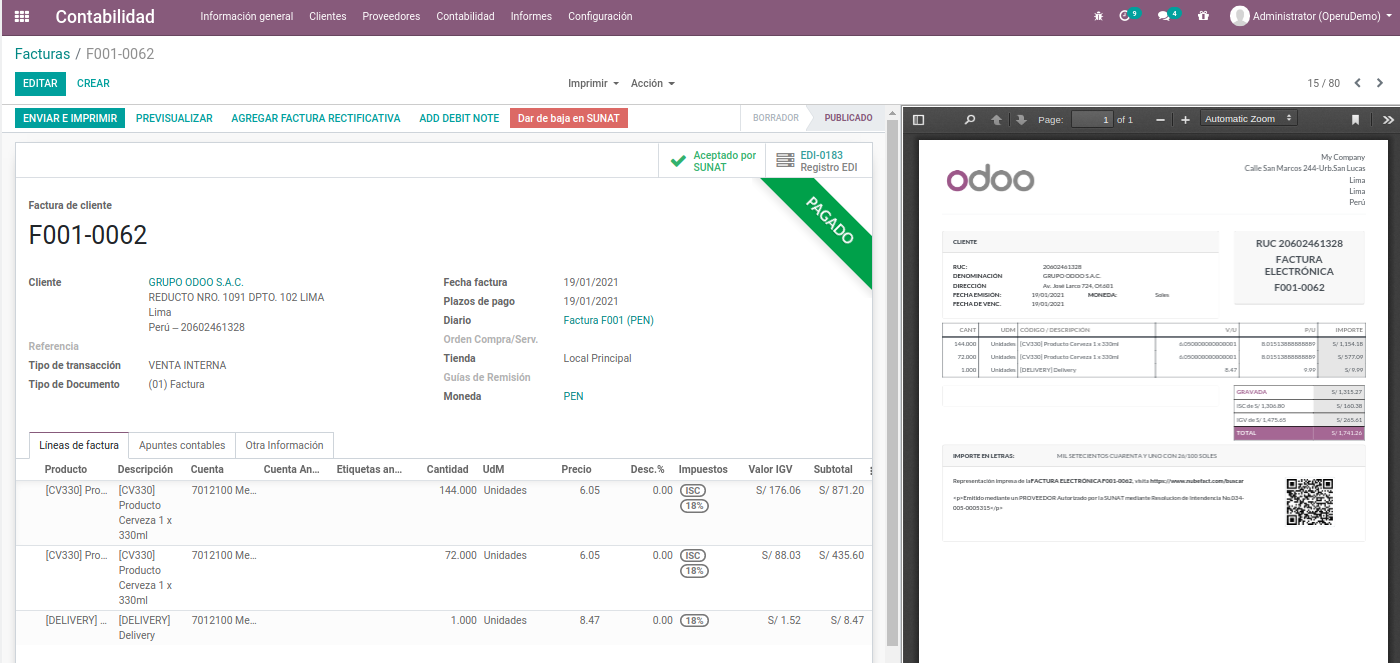 Contabilidad Información general Clientes Proveedores Contabilidad Informes Configuración 9 4 Administrator (OperuDemo)
Facturas / F001-0062
EDITAR CREAR Imprimir Acción 15 / 80
ENVIAR E IMPRIMIR PREVISUALIZAR AGREGAR FACTURA RECTIFICATIVA ADD DEBIT NOTE Dar de baja en SUNAT BORRADOR PUBLICADO
Aceptado por SUNAT
EDI-0183 Registro EDI
PAGADO
Factura de cliente
F001-0062
Cliente GRUPO ODOO S.A.C.
REDUCTO NRO. 1091 DPTO. 102 LIMA
Lima
Perú – 20602461328
Referencia
Tipo de transacción VENTA INTERNA
Tipo de Documento (01) Factura
Fecha factura 19/01/2021
Plazos de pago 19/01/2021
Diario Factura F001 (PEN)
Orden Compra/Serv.
Tienda Local Principal
Guías de Remisión
Moneda PEN
Líneas de factura Apuntes contables Otra Información
Producto Descripción Cuenta Cuenta An... Etiquetas an... Cantidad UdM Precio Desc.% Impuestos Valor IGV Subtotal
[CV330] Pro... [CV330] 7012100 Me... 144.000 Unidades 6.05 0.00 ISC S/ 176.06 S/ 871.20
Producto 18%
Cerveza 1 x
330ml
[CV330] Pro... [CV330] 7012100 Me... 72.000 Unidades 6.05 0.00 ISC S/ 88.03 S/ 435.60
Producto 18%
Cerveza 1 x
330ml
[DELIVERY] ... [DELIVERY] 7012100 Me... 1.000 Unidades 8.47 0.00 18% S/ 1.52 S/ 8.47
Delivery
Page: 1 of 1 Automatic Zoom
odoo
My Company
Calle San Marcos 244-Urb.San Lucas
Lima
Lima
Perú
CLIENTE
RUC: 20602461328
DENOMINACIÓN GRUPO ODOO S.A.C.
DIRECCIÓN Av. José Larco 724, Of.601
FECHA EMISIÓN: 19/01/2021 MONEDA: Soles
FECHA DE VENC. 19/01/2021
RUC 20602461328
FACTURA
ELECTRÓNICA
F001-0062
CANT UDM CÓDIGO / DESCRIPCIÓN V/U P/U IMPORTE
144.000 Unidades [CV330] Producto Cerveza 1 x 330ml 6.050800000000001 8.01513888888889 S/ 1,154.18
72.000 Unidades [CV330] Producto Cerveza 1 x 330ml 6.050800000000001 8.01513888888889 S/ 577.09
1.000 Unidades [DELIVERY] Delivery 8.47 9.99 S/ 9.99
GRAVADA S/ 1,315.27
ISC de S/ 1,306.80 S/ 160.38
IGV de S/ 1,475.65 S/ 265.61
TOTAL S/ 1,741.26
IMPORTE EN LETRAS: MIL SETECIENTOS CUARENTA Y UNO CON 26/100 SOLES
Representación impresa de la FACTURA ELECTRÓNICA F001-0062, visita https://www.nubefact.com/buscar
<p>Emitido mediante un PROVEEDOR Autorizado por la SUNAT mediante Resolucion de Intendencia No.034-
005-0005315</p>